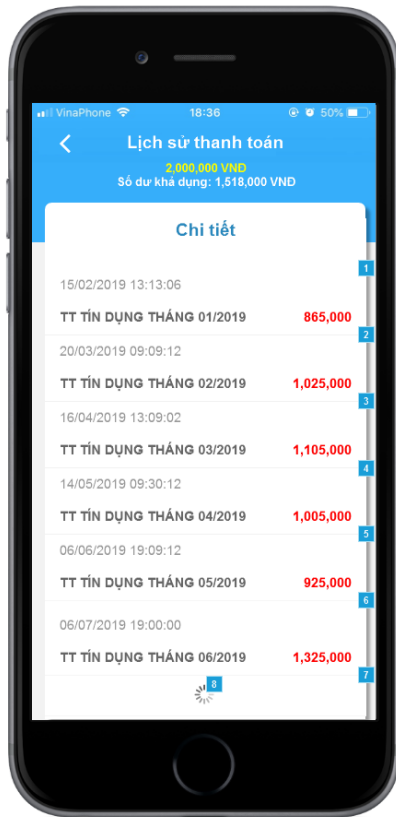 VinaPhone 18:36 50%
Lịch sử thanh toán
2,000,000 VNĐ
Số dư khả dụng: 1,518,000 VNĐ
Chi tiết
1
15/02/2019 13:13:06
TT TÍN DỤNG THÁNG 01/2019 865,000
2
20/03/2019 09:09:12
TT TÍN DỤNG THÁNG 02/2019 1,025,000
3
16/04/2019 13:09:02
TT TÍN DỤNG THÁNG 03/2019 1,105,000
4
14/05/2019 09:30:12
TT TÍN DỤNG THÁNG 04/2019 1,005,000
5
06/06/2019 19:09:12
TT TÍN DỤNG THÁNG 05/2019 925,000
6
06/07/2019 19:00:00
TT TÍN DỤNG THÁNG 06/2019 1,325,000
7
8